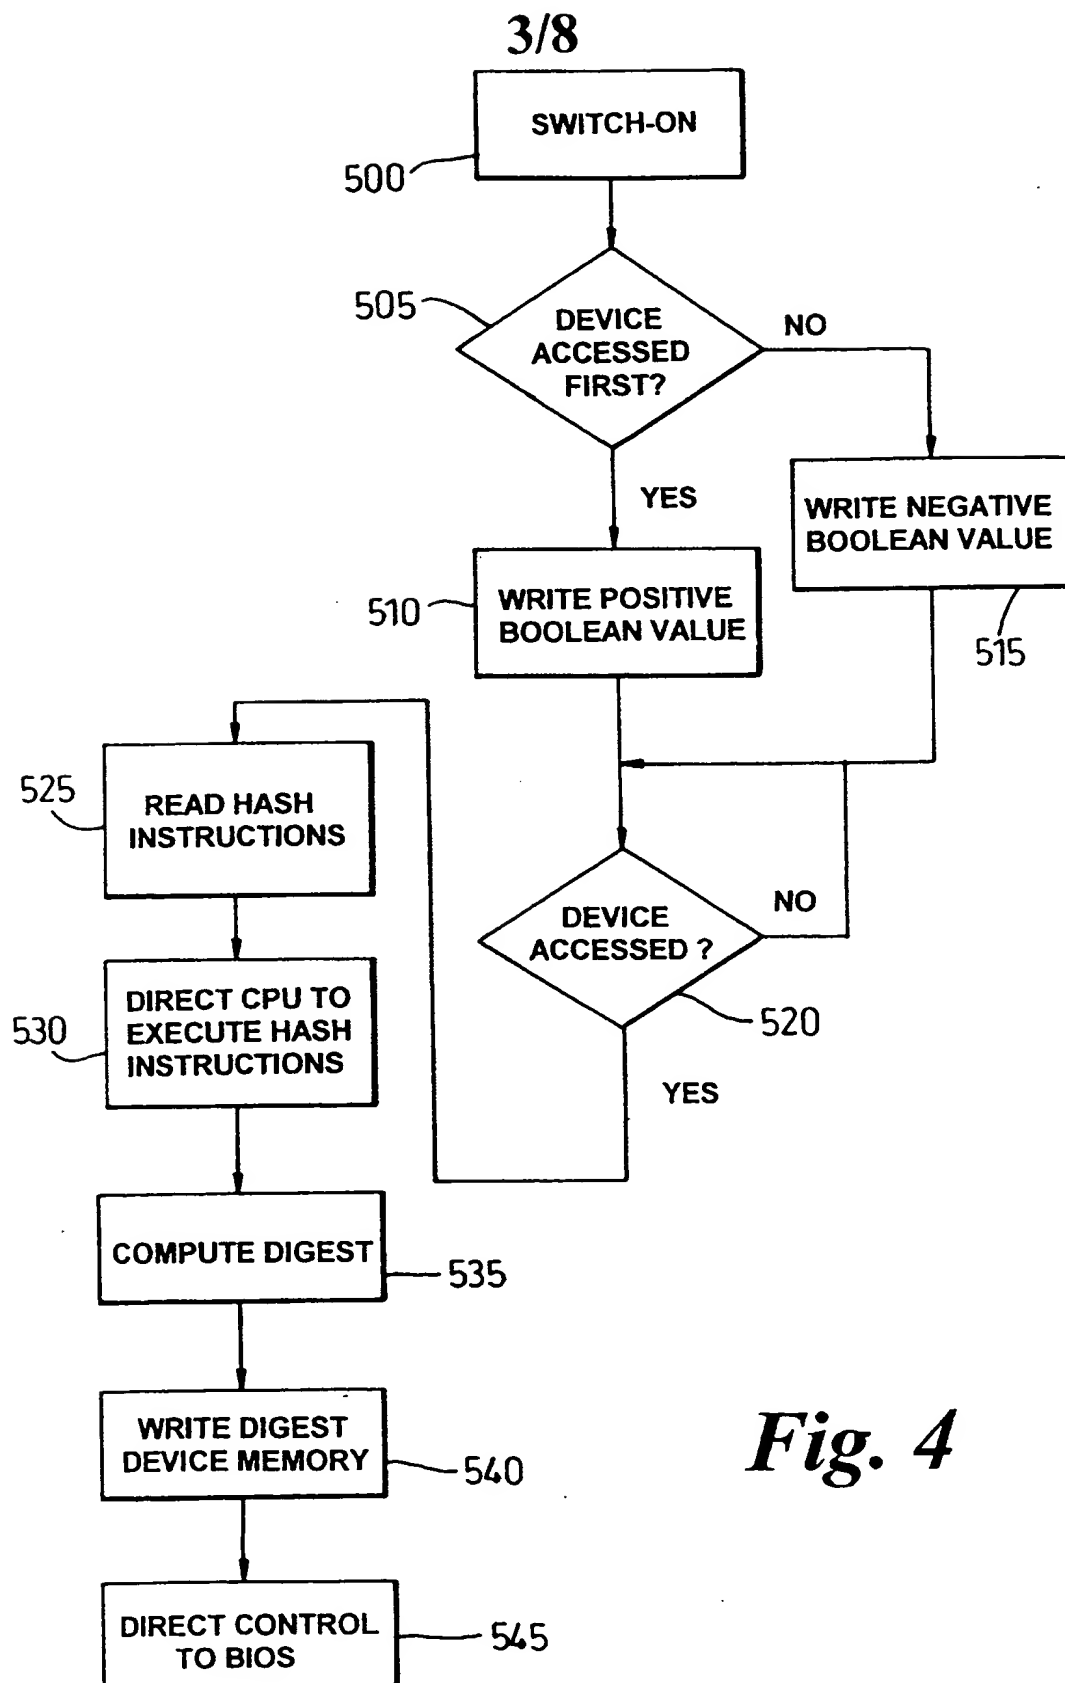 3/8
SWITCH-ON
500
505
DEVICE
ACCESSED
FIRST?
NO
YES
WRITE NEGATIVE
BOOLEAN VALUE
515
510
WRITE POSITIVE
BOOLEAN VALUE
525
READ HASH
INSTRUCTIONS
DEVICE
ACCESSED ?
NO
520
YES
530
DIRECT CPU TO
EXECUTE HASH
INSTRUCTIONS
COMPUTE DIGEST
535
WRITE DIGEST
DEVICE MEMORY
540
Fig. 4
DIRECT CONTROL
TO BIOS
545